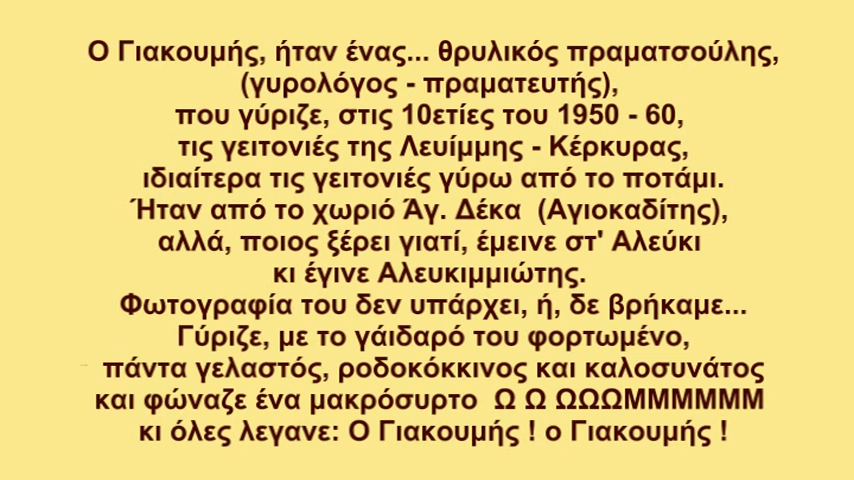 Ο Γιακουμής, ήταν ένας... θρυλικός πραματσούλης,
(γυρολόγος - πραματευτής),
που γύριζε, στις 10ετίες του 1950 - 60,
τις γειτονιές της Λευίμμης - Κέρκυρας,
ιδιαίτερα τις γειτονιές γύρω από το ποτάμι.
Ήταν από το χωριό Άγ. Δέκα (Αγιοκαδίτης),
αλλά, ποιος ξέρει γιατί, έμεινε στ' Αλεύκι
κι έγινε Αλευκιμμιώτης.
Φωτογραφία του δεν υπάρχει, ή, δε βρήκαμε...
Γύριζε, με το γάιδαρό του φορτωμένο,
πάντα γελαστός, ροδοκόκκινος και καλοσυνάτος
και φώναζε ένα μακρόσυρτο Ω Ω ΩΩΩΜΜΜΜΜΜ
κι όλες λεγανε: Ο Γιακουμής ! ο Γιακουμής !